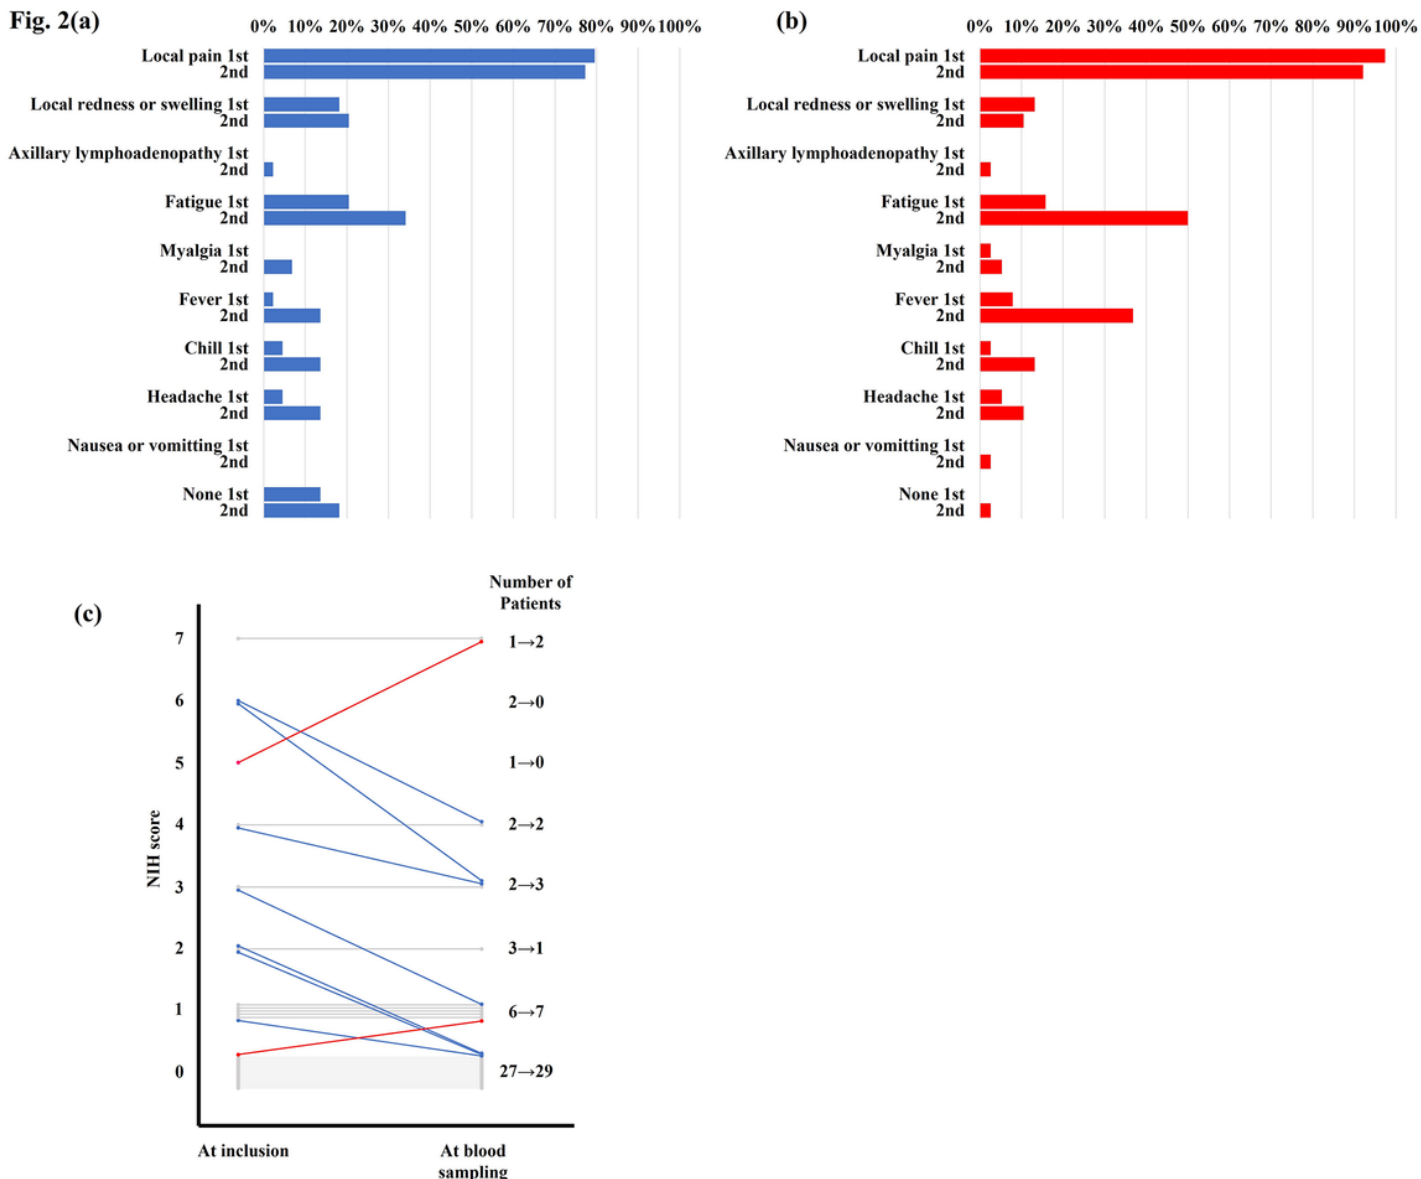 Fig. 2(a)
0% 10% 20% 30% 40% 50% 60% 70% 80% 90% 100%
Local pain 1st
2nd
Local redness or swelling 1st
2nd
Axillary lymphoadenopathy 1st
2nd
Fatigue 1st
2nd
Myalgia 1st
2nd
Fever 1st
2nd
Chill 1st
2nd
Headache 1st
2nd
Nausea or vomitting 1st
2nd
None 1st
2nd
(b)
0% 10% 20% 30% 40% 50% 60% 70% 80% 90% 100%
Local pain 1st
2nd
Local redness or swelling 1st
2nd
Axillary lymphoadenopathy 1st
2nd
Fatigue 1st
2nd
Myalgia 1st
2nd
Fever 1st
2nd
Chill 1st
2nd
Headache 1st
2nd
Nausea or vomitting 1st
2nd
None 1st
2nd
(c)
Number of
Patients
NIH score
7 1→2
6 2→0
5 1→0
4 2→2
3 2→3
2 3→1
1 6→7
0 27→29
At inclusion
At blood
sampling